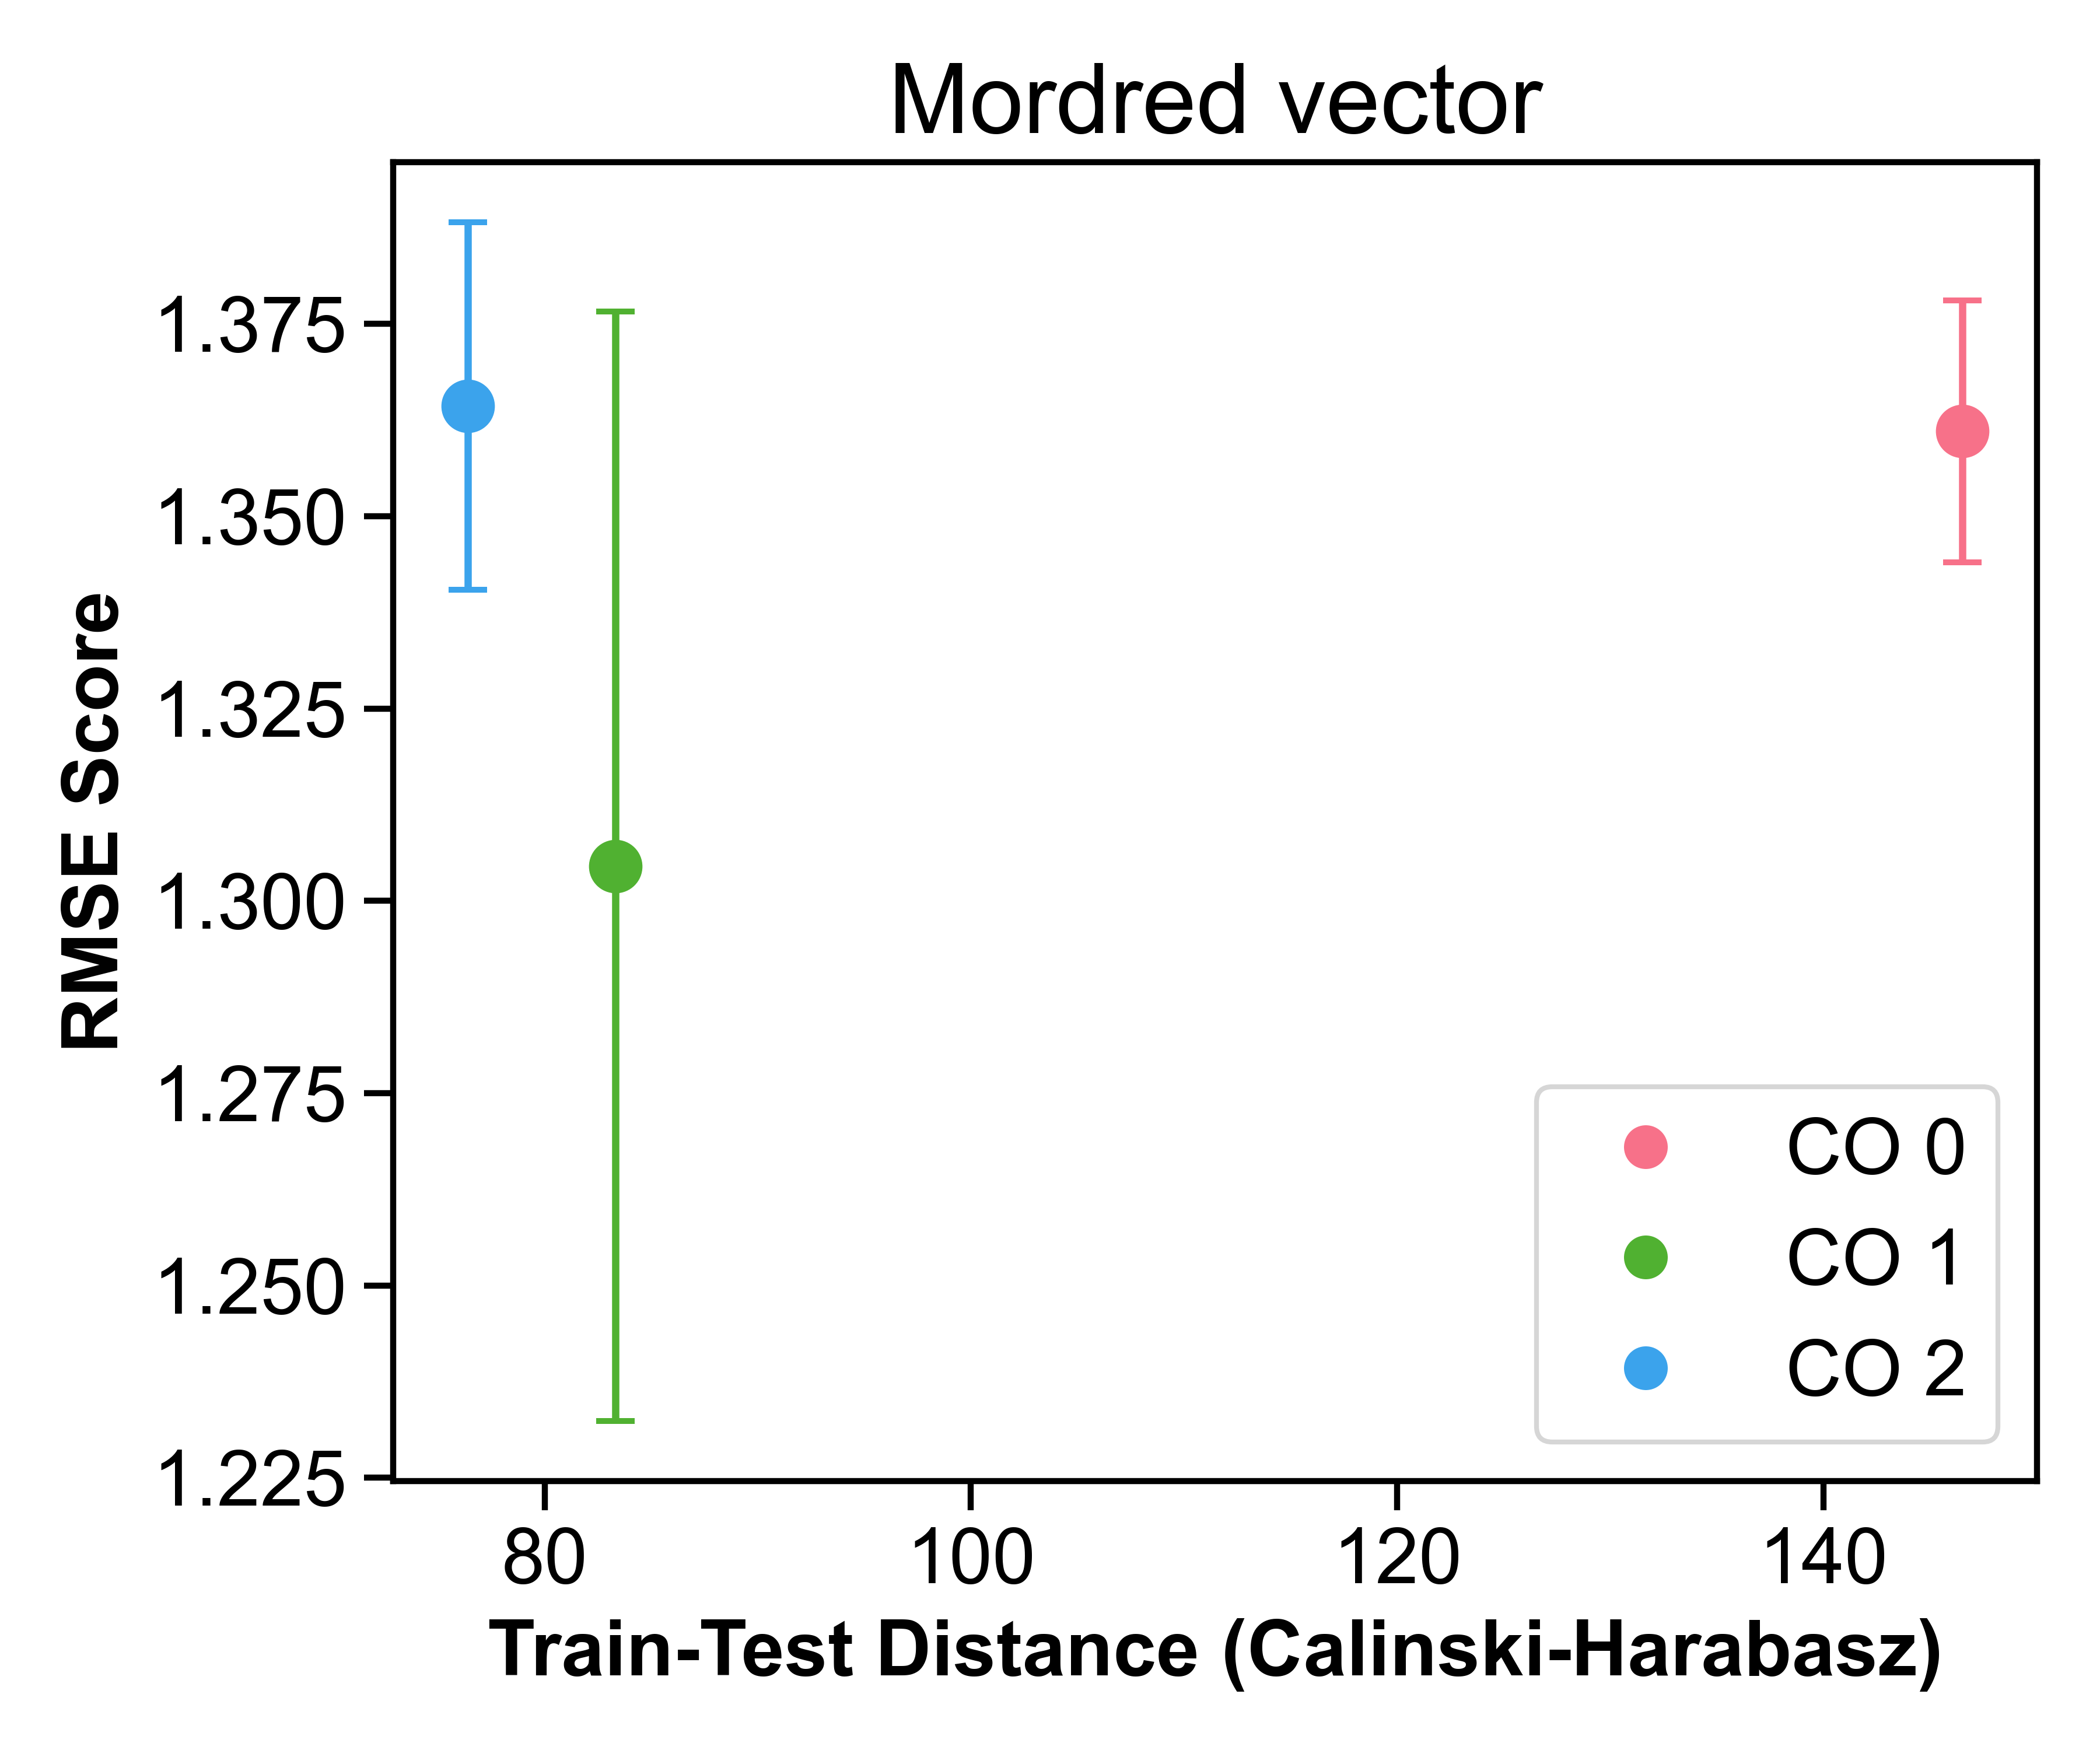 Mordred vector
RMSE Score
1.375
1.350
1.325
1.300
1.275
1.250
1.225
CO 0
CO 1
CO 2
80 100 120 140
Train-Test Distance (Calinski-Harabasz)